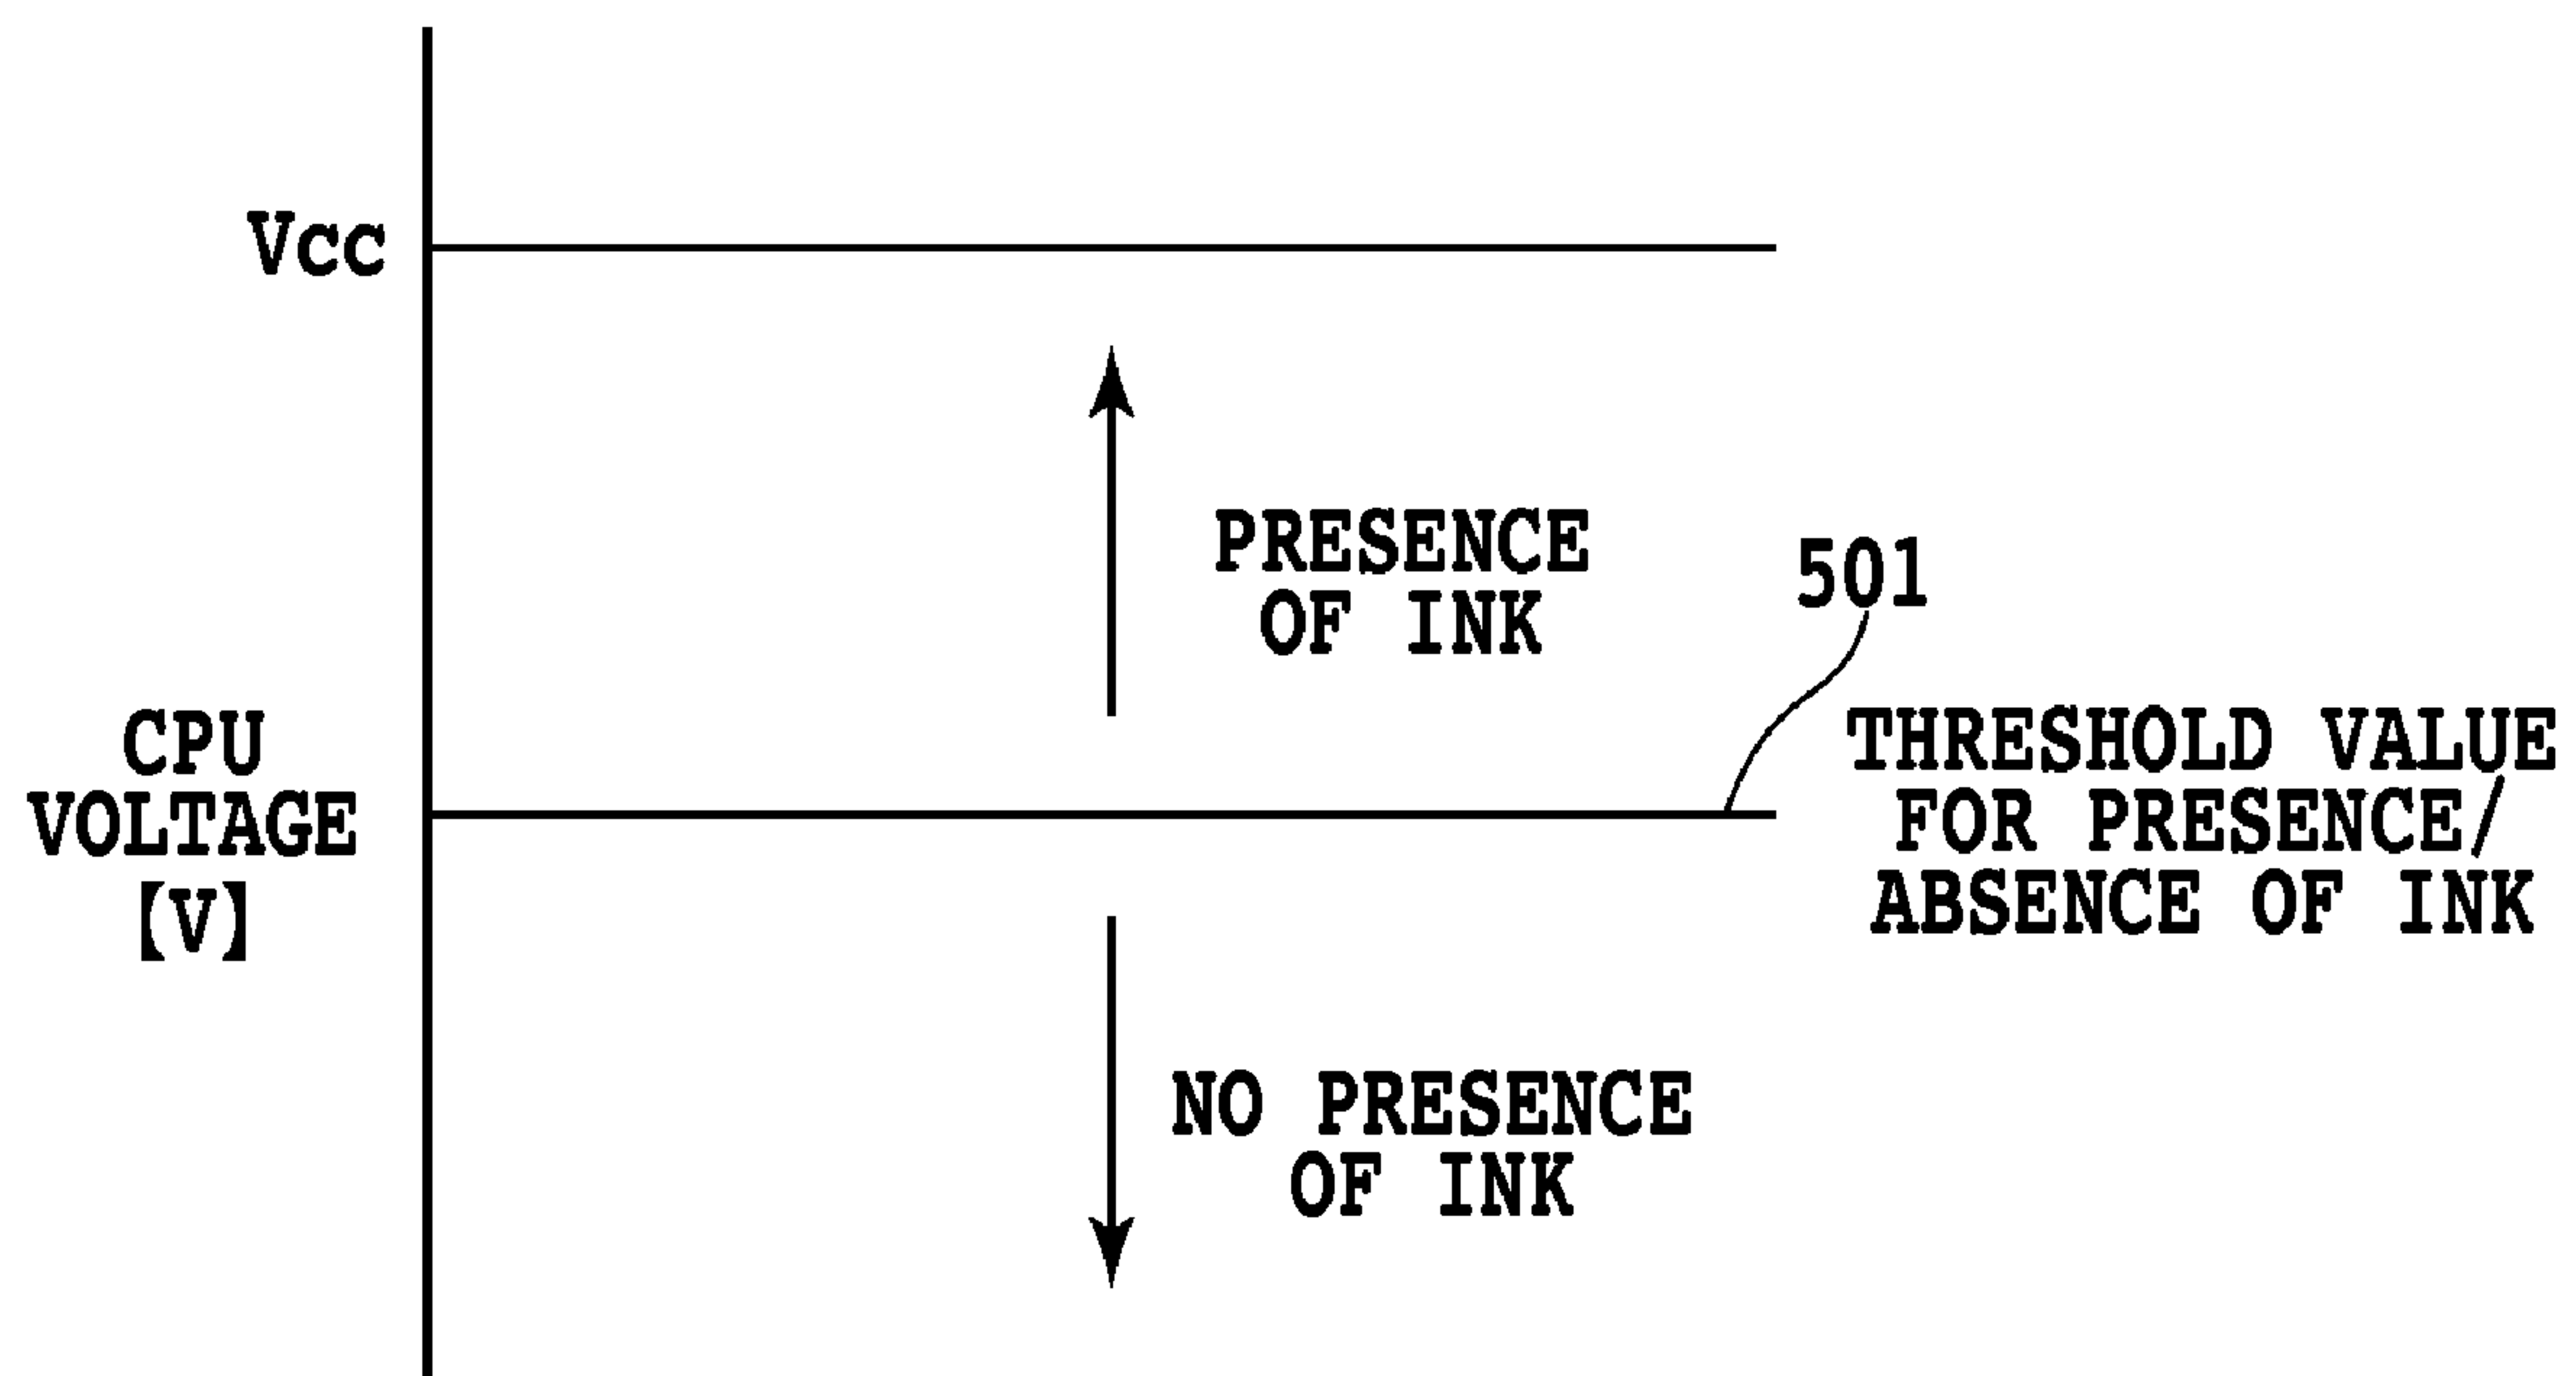 Vcc
PRESENCE
OF INK
501
CPU
VOLTAGE
【V】
THRESHOLD VALUE
FOR PRESENCE/
ABSENCE OF INK
NO PRESENCE
OF INK